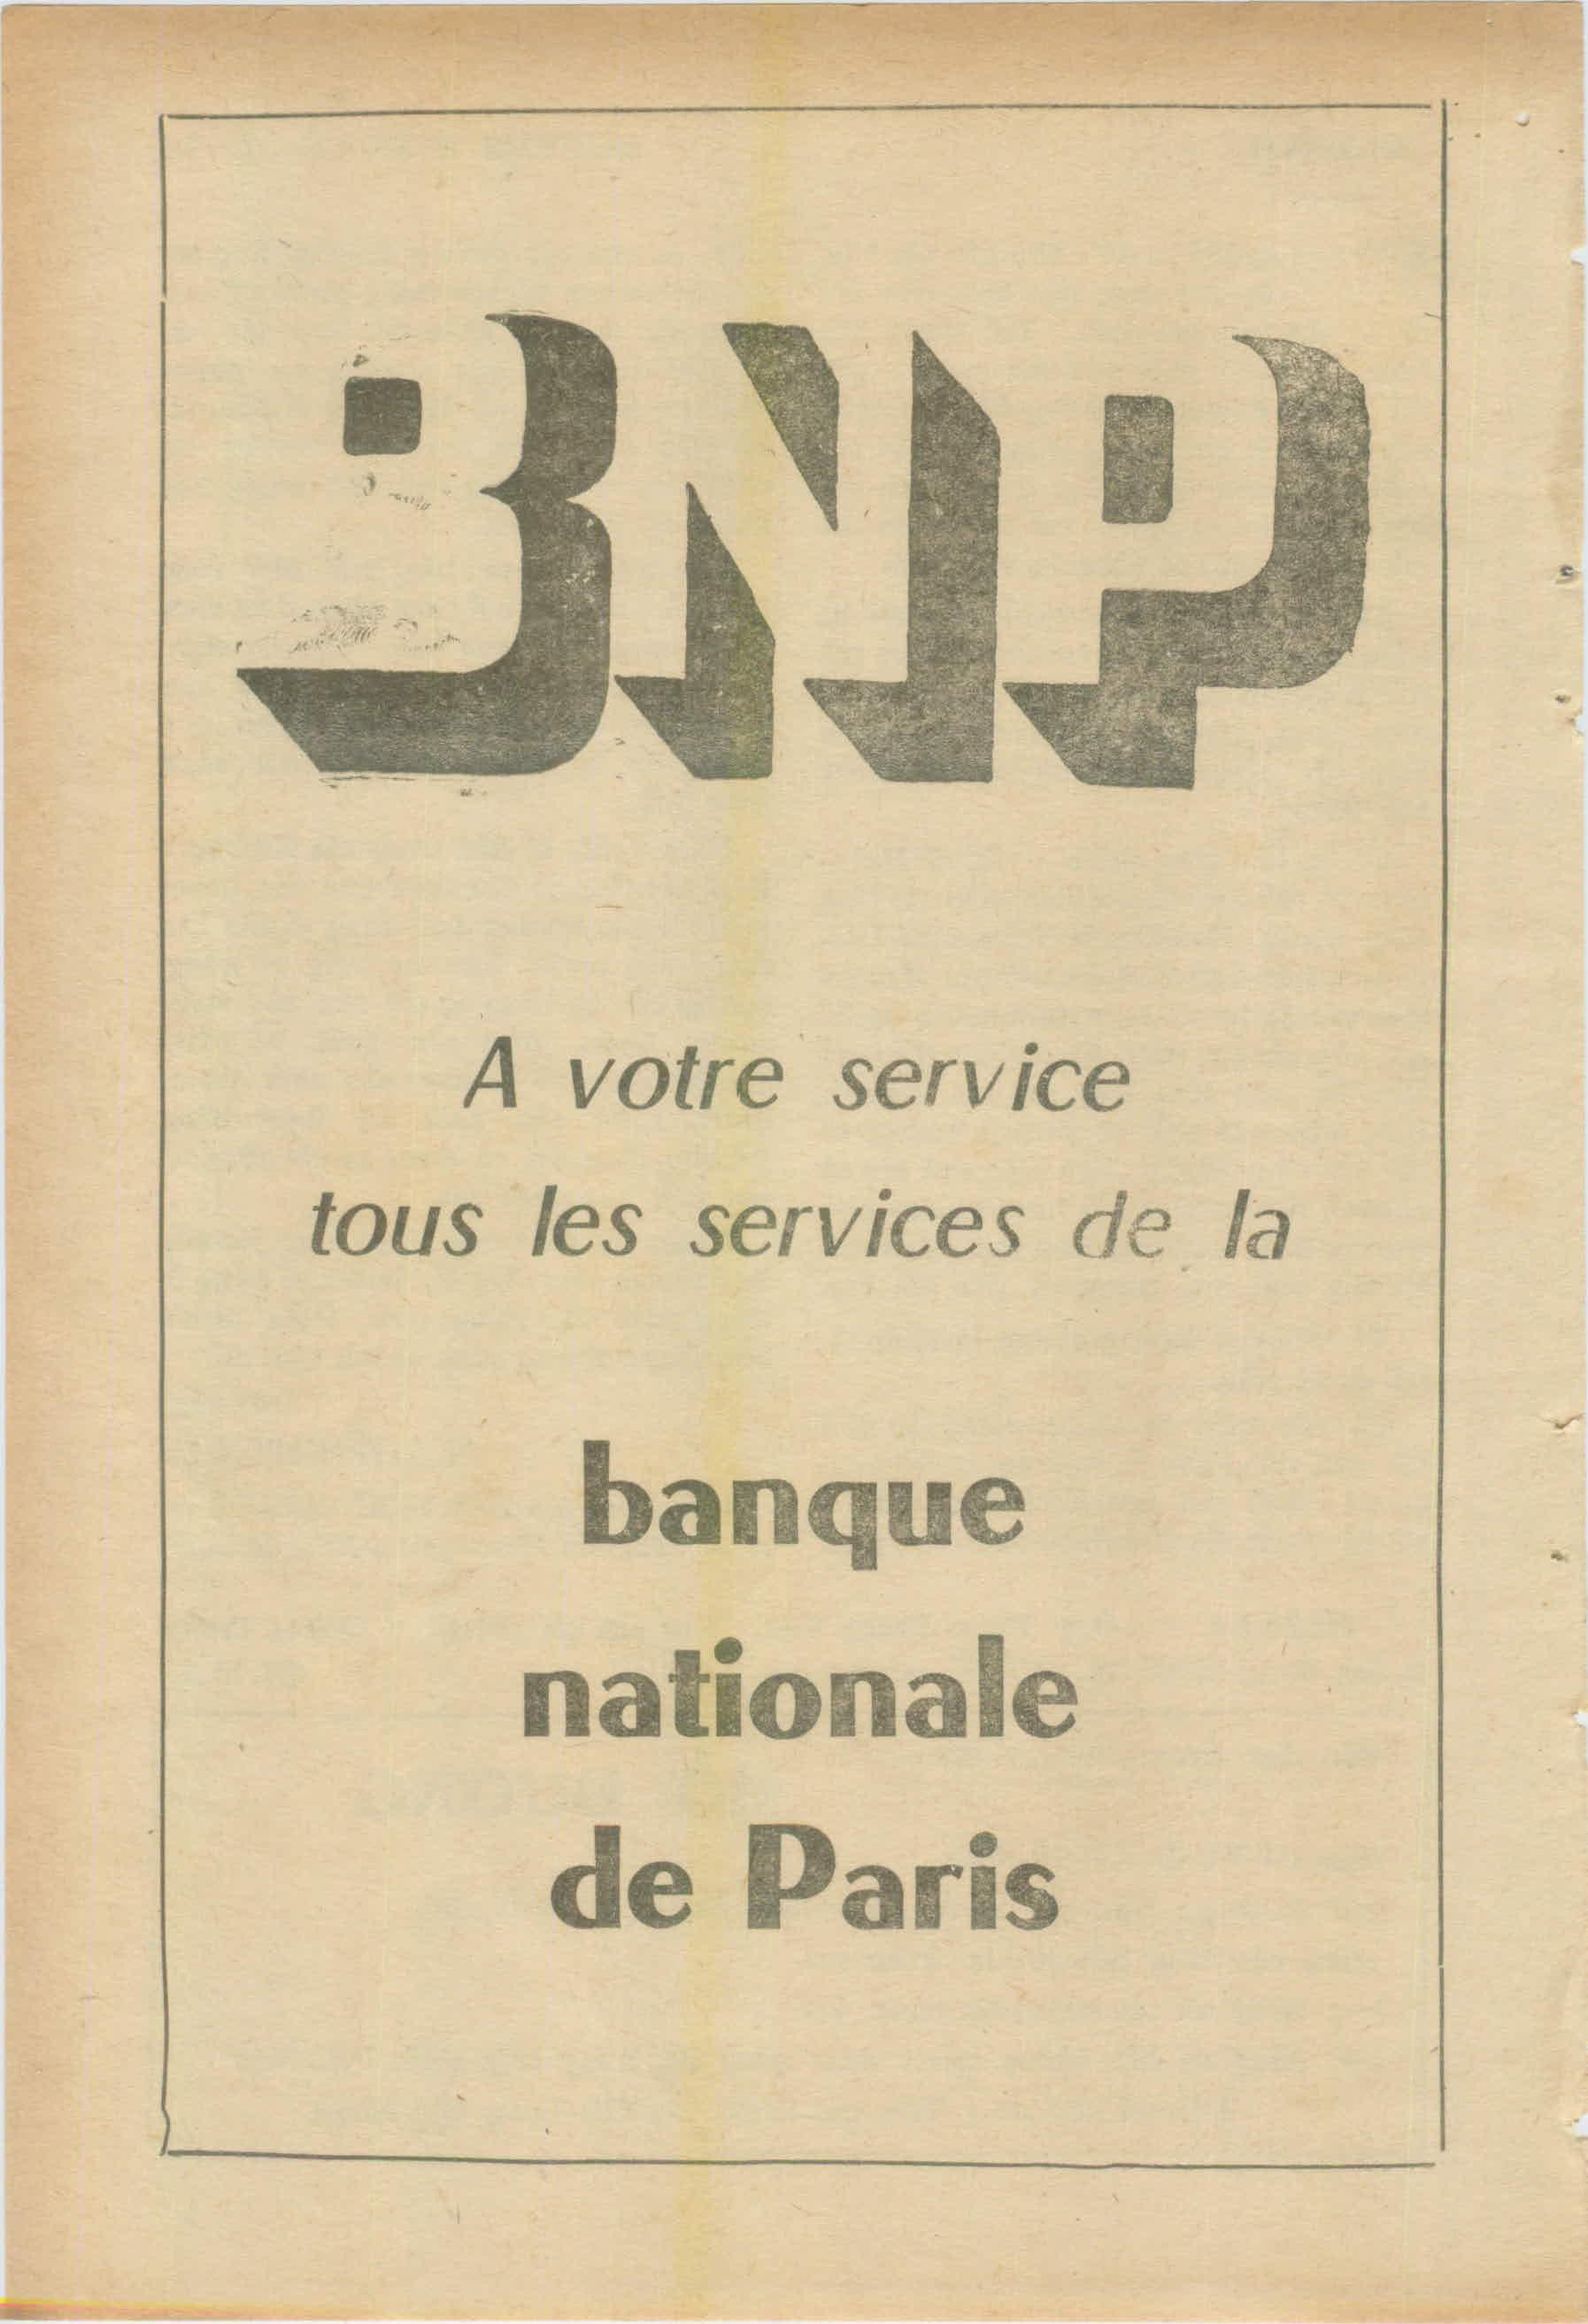 BNP
A votre service
tous les services de la
banque
nationale
de Paris